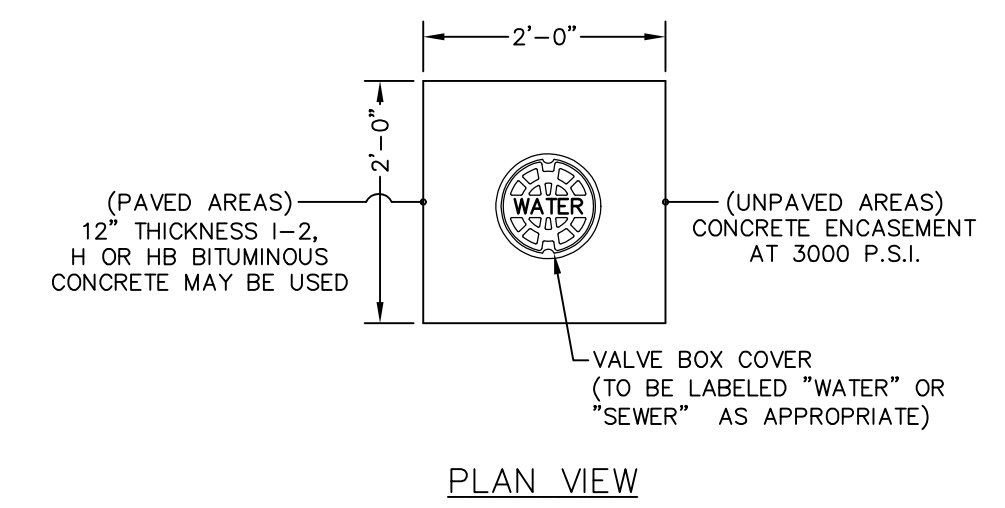 2'-0"
2'-0"
(PAVED AREAS)
12" THICKNESS I-2,
H OR HB BITUMINOUS
CONCRETE MAY BE USED
WATER
(UNPAVED AREAS)
CONCRETE ENCASEMENT
AT 3000 P.S.I.
VALVE BOX COVER
(TO BE LABELED "WATER" OR
"SEWER" AS APPROPRIATE)
PLAN VIEW